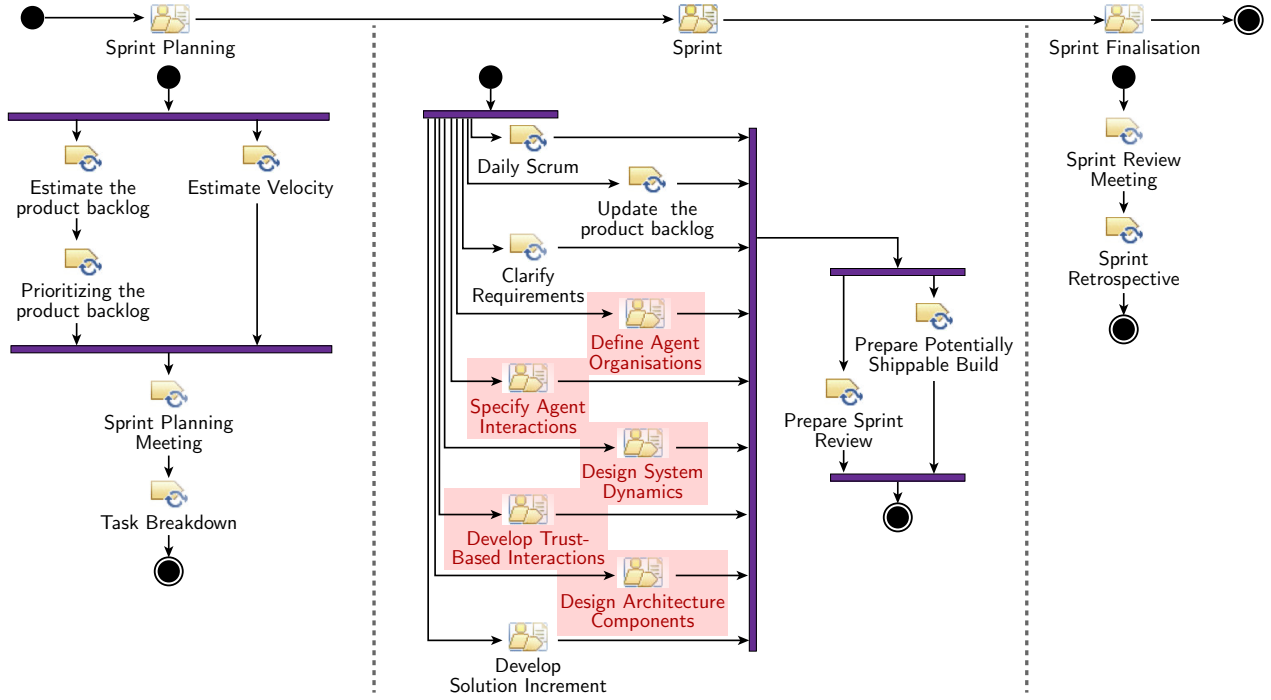 Sprint Planning
Sprint
Sprint Finalisation
Estimate the
product backlog
Estimate Velocity
Prioritizing the
product backlog
Sprint Planning
Meeting
Task Breakdown
Daily Scrum
Update the
product backlog
Clarify
Requirements
Define Agent
Organisations
Specify Agent
Interactions
Design System
Dynamics
Develop Trust-
Based Interactions
Design Architecture
Components
Develop
Solution Increment
Prepare Potentially
Shippable Build
Prepare Sprint
Review
Sprint Review
Meeting
Sprint
Retrospective